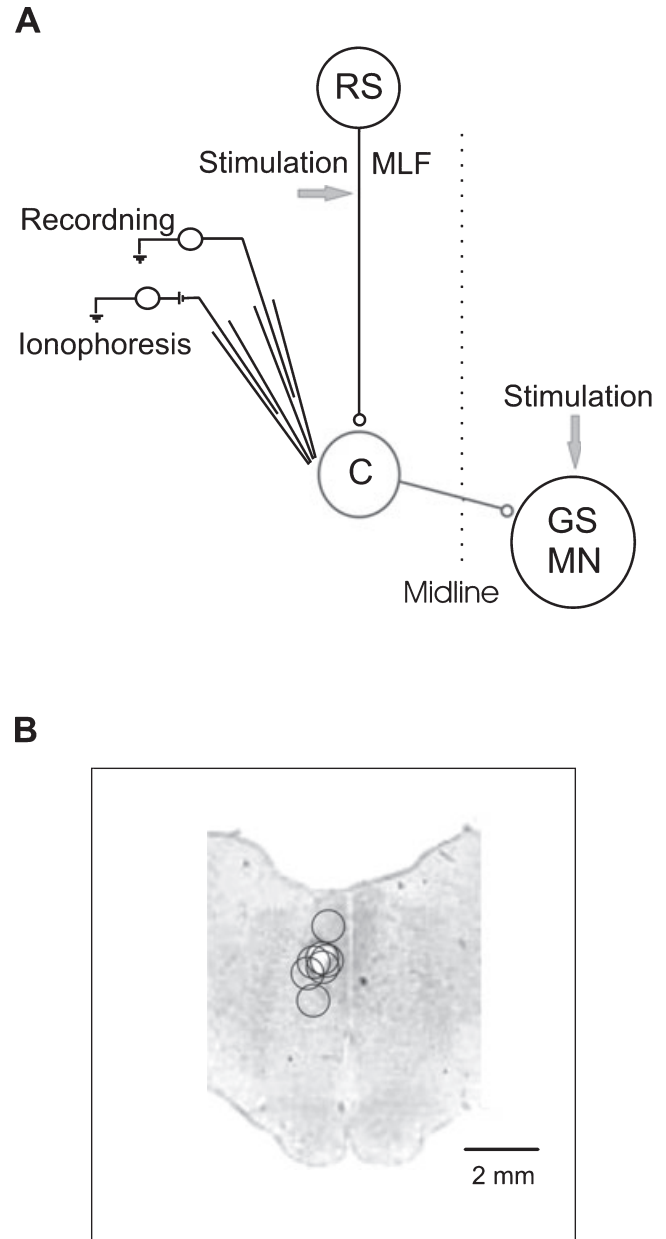 A
RS
Stimulation MLF
Recordning
Ionophoresis
Stimulation
C
GS
MN
Midline
B
2 mm